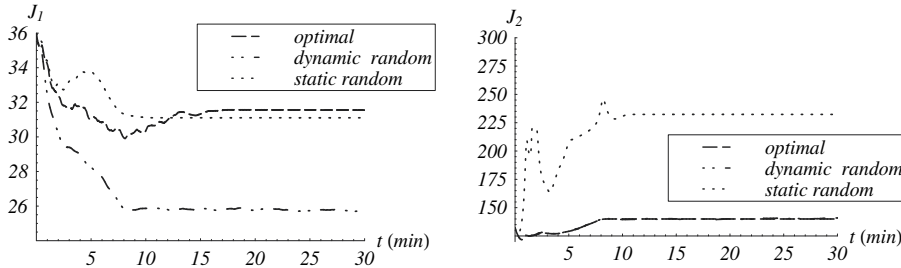 J1
36
34
32
30
28
26
5
10
15
20
25
30
t (min)
optimal
dynamic random
static random
J2
300
275
250
225
200
175
150
5
10
15
20
25
30
t (min)
optimal
dynamic random
static random